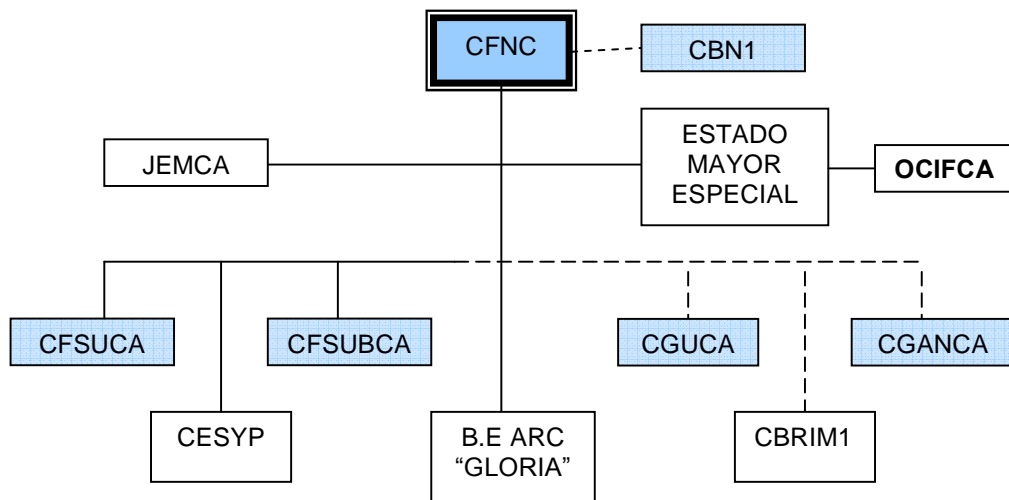 CFNC
CBN1
JEMCA
ESTADO
MAYOR
ESPECIAL
OCIFCA
CFSUCA
CFSUBCA
CGUCA
CGANCA
CESYP
B.E ARC
“GLORIA”
CBRIM1